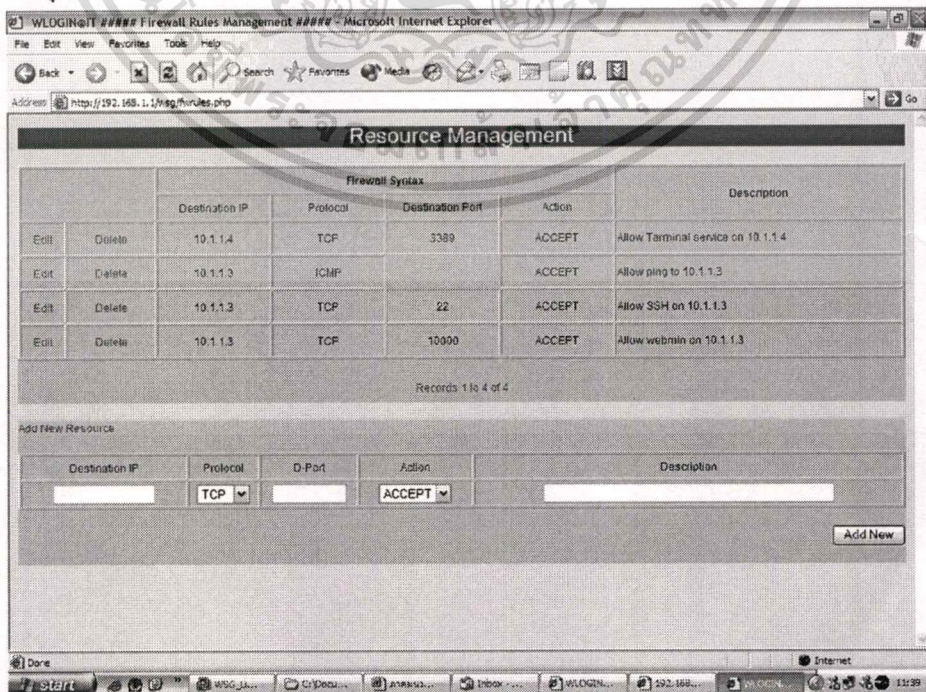 WLOGIN@IT ##### Firewall Rules Management ##### - Microsoft Internet Explorer
File Edit View Favorites Tools Help
Back Search Favorites Media
Address http://192.168.1.1/wsg/fwrules.php Go
Resource Management
Firewall Syntax Description
Destination IP Protocol Destination Port Action
Edit Delete 10.1.1.4 TCP 3389 ACCEPT Allow Terminal service on 10.1.1.4
Edit Delete 10.1.1.3 ICMP ACCEPT Allow ping to 10.1.1.3
Edit Delete 10.1.1.3 TCP 22 ACCEPT Allow SSH on 10.1.1.3
Edit Delete 10.1.1.3 TCP 10000 ACCEPT Allow webmin on 10.1.1.3
Records 1 to 4 of 4
Add New Resource
Destination IP Protocol D-Port Action Description
TCP ACCEPT
Add New
Done Internet
start WSG_U... C:\Docu... Inbox - ... WLOGIN... 192.168... WLOGIN... 11:39